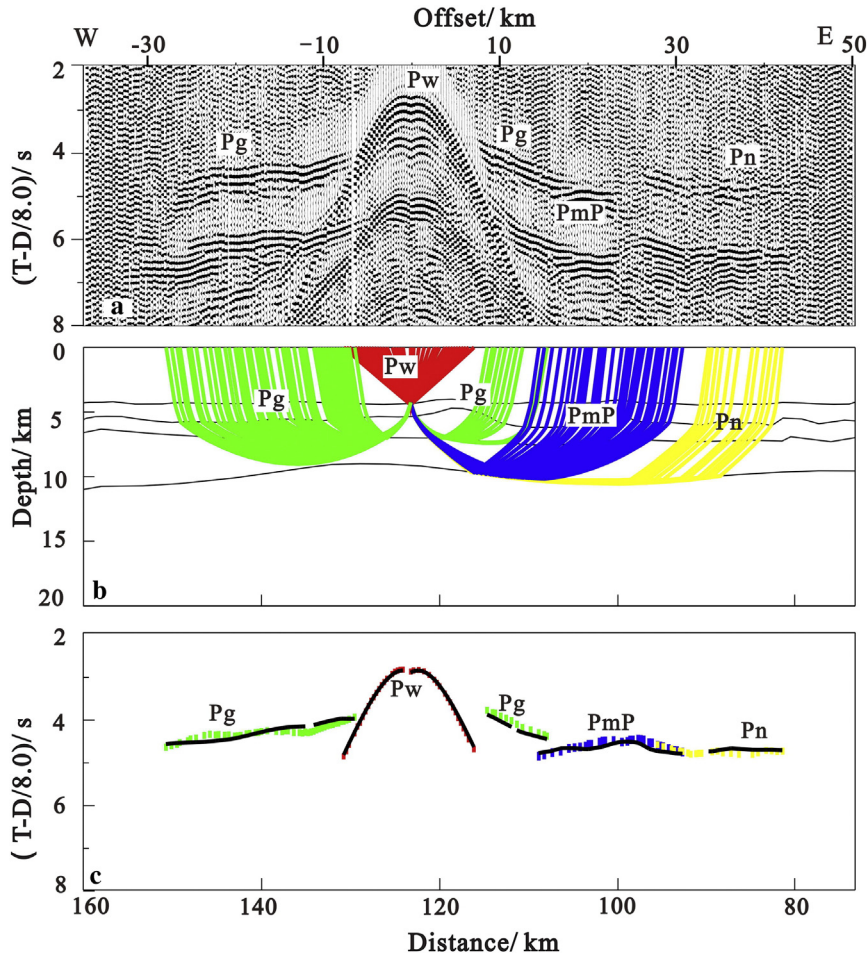 Offset/ km
W -30 -10 10 30 E 50
2
4
6
8
(T-D/8.0)/ s
Pw
Pg
Pg
Pn
PmP
a
0
5
10
15
20
Depth/ km
Pw
Pg
Pg
PmP
Pn
b
2
4
6
8
( T-D/8.0)/ s
Pw
Pg
Pg
PmP
Pn
c
160 140 120 100 80
Distance/ km